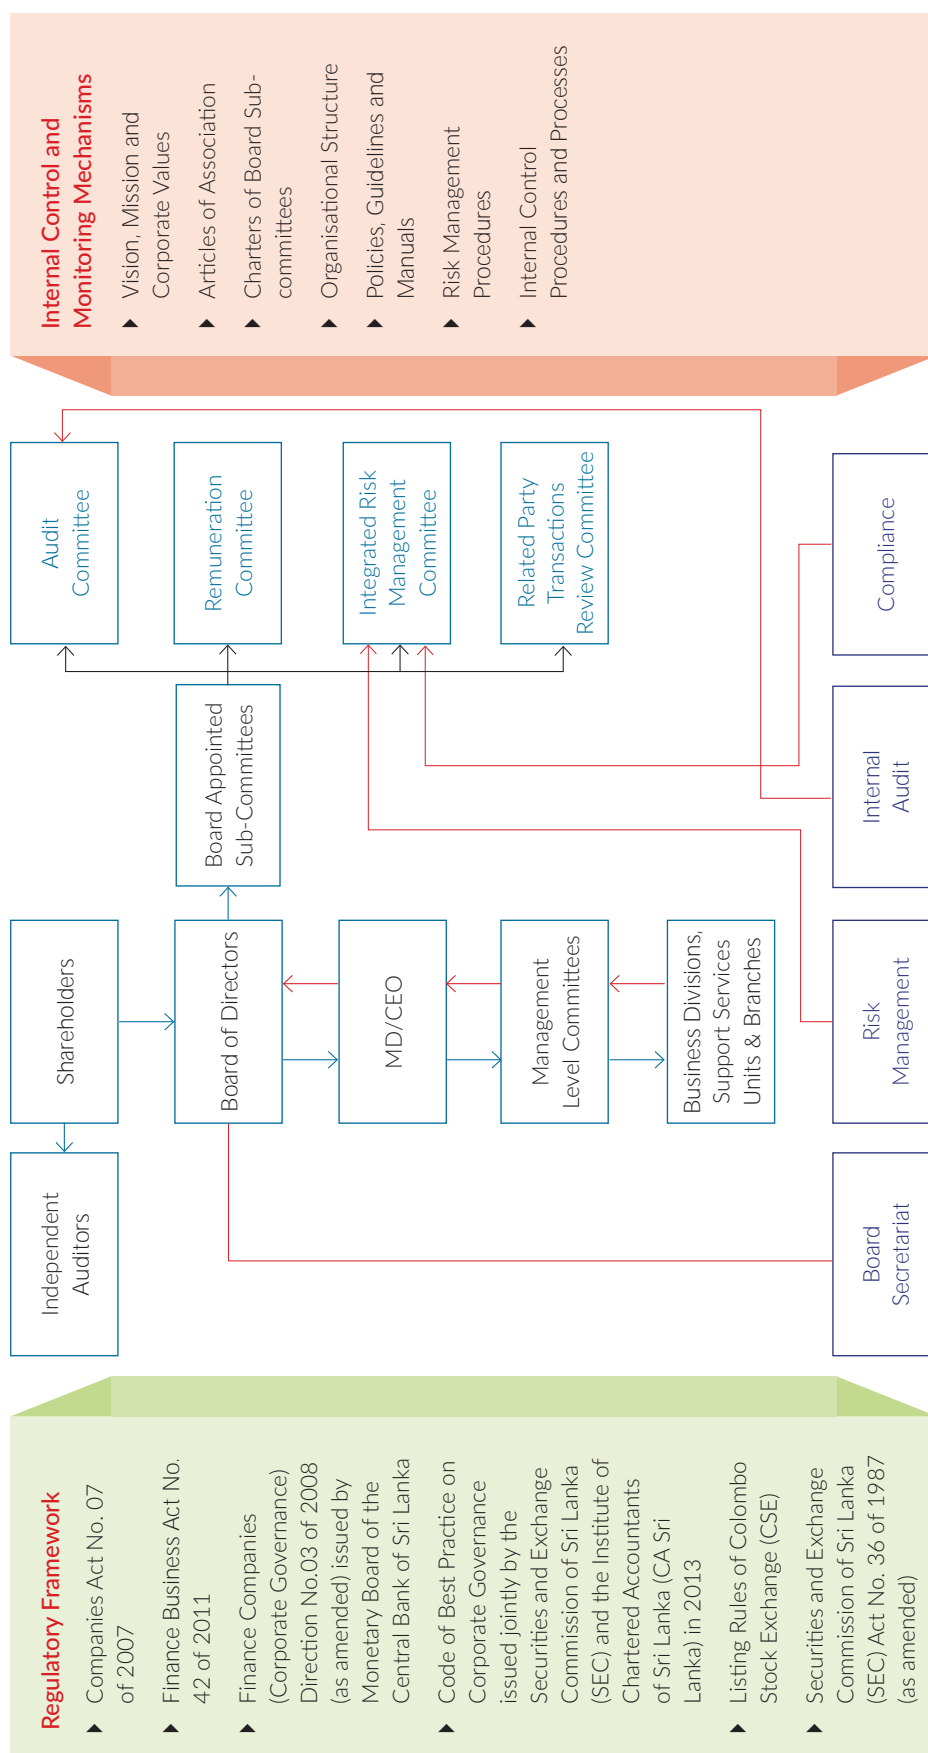 Regulatory Framework
Companies Act No. 07
of 2007
Finance Business Act No.
42 of 2011
Finance Companies
(Corporate Governance)
Direction No.03 of 2008
(as amended) issued by
Monetary Board of the
Central Bank of Sri Lanka
Code of Best Practice on
Corporate Governance
issued jointly by the
Securities and Exchange
Commission of Sri Lanka
(SEC) and the Institute of
Chartered Accountants
of Sri Lanka (CA Sri
Lanka) in 2013
Listing Rules of Colombo
Stock Exchange (CSE)
Securities and Exchange
Commission of Sri Lanka
(SEC) Act No. 36 of 1987
(as amended)
Independent
Auditors
Shareholders
Board of Directors
Board Appointed
Sub-Committees
MD/CEO
Management
Level Committees
Business Divisions,
Support Services
Units & Branches
Audit
Committee
Remuneration
Committee
Integrated Risk
Management
Committee
Related Party
Transactions
Review Committee
Board
Secretariat
Risk
Management
Internal
Audit
Compliance
Internal Control and
Monitoring Mechanisms
Vision, Mission and
Corporate Values
Articles of Association
Charters of Board Sub-
committees
Organisational Structure
Policies, Guidelines and
Manuals
Risk Management
Procedures
Internal Control
Procedures and Processes